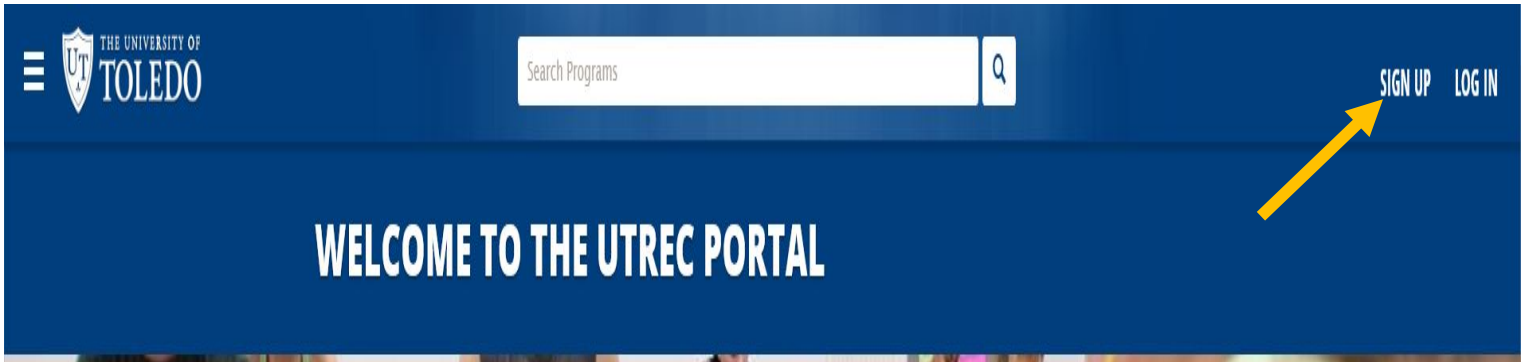 THE UNIVERSITY OF
UT TOLEDO
Search Programs
SIGN UP LOG IN
WELCOME TO THE UTREC PORTAL